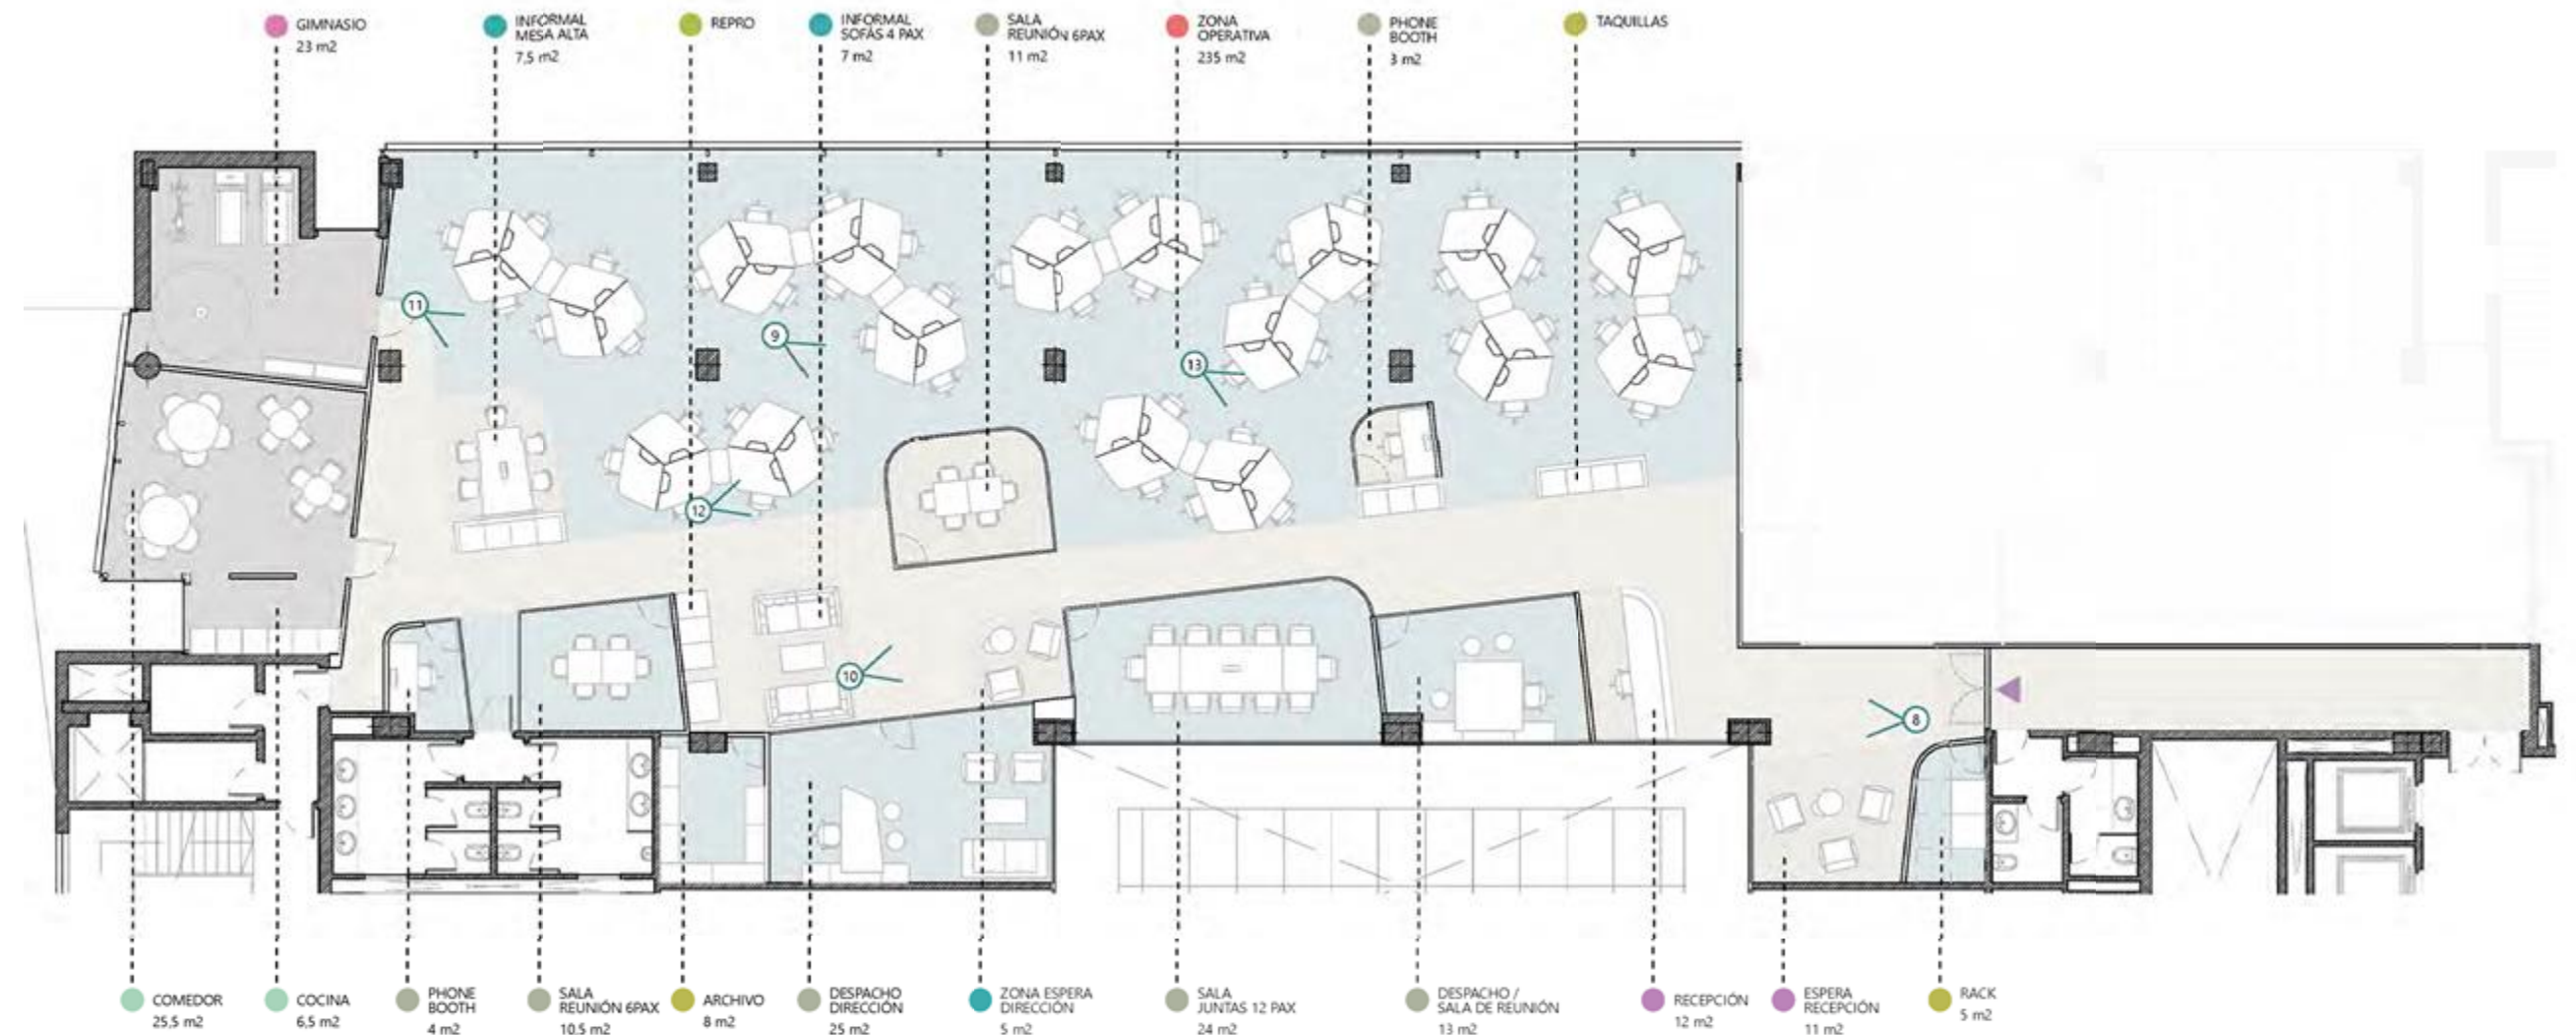 GIMNASIO
23 m2
INFORMAL
MESA ALTA
7,5 m2
REPRO
INFORMAL
SOFÁS 4 PAX
7 m2
SALA
REUNIÓN 6PAX
11 m2
ZONA
OPERATIVA
235 m2
PHONE
BOOTH
3 m2
TAQUILLAS
11
9
13
12
10
8
COMEDOR
25,5 m2
COCINA
6,5 m2
PHONE
BOOTH
4 m2
SALA
REUNIÓN 6PAX
10,5 m2
ARCHIVO
8 m2
DESPACHO
DIRECCIÓN
25 m2
ZONA ESPERA
DIRECCIÓN
5 m2
SALA
JUNTAS 12 PAX
24 m2
DESPACHO /
SALA DE REUNIÓN
13 m2
RECEPCIÓN
12 m2
ESPERA
RECEPCIÓN
11 m2
RACK
5 m2